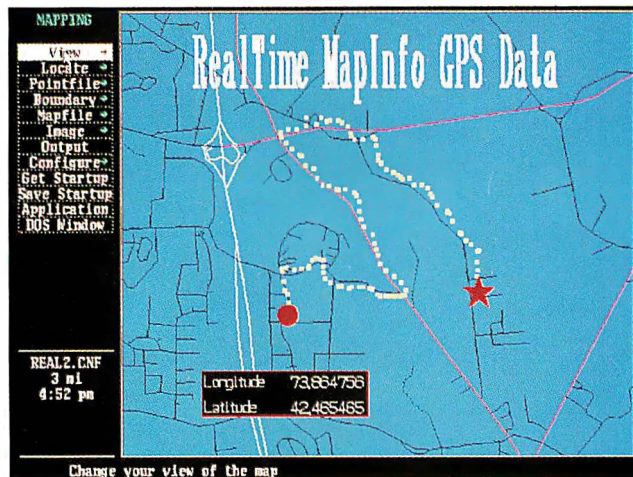 MAPPING
RealTime MapInfo GPS Data
View
Locate
Pointfile
Boundary
Mapfile
Image
Output
Configure
Get Startup
Save Startup
Application
DOS Window
REAL2.CNF
3 mi
4:52 pm
Longitude 73,864756
Latitude 42,465465
Change your view of the map